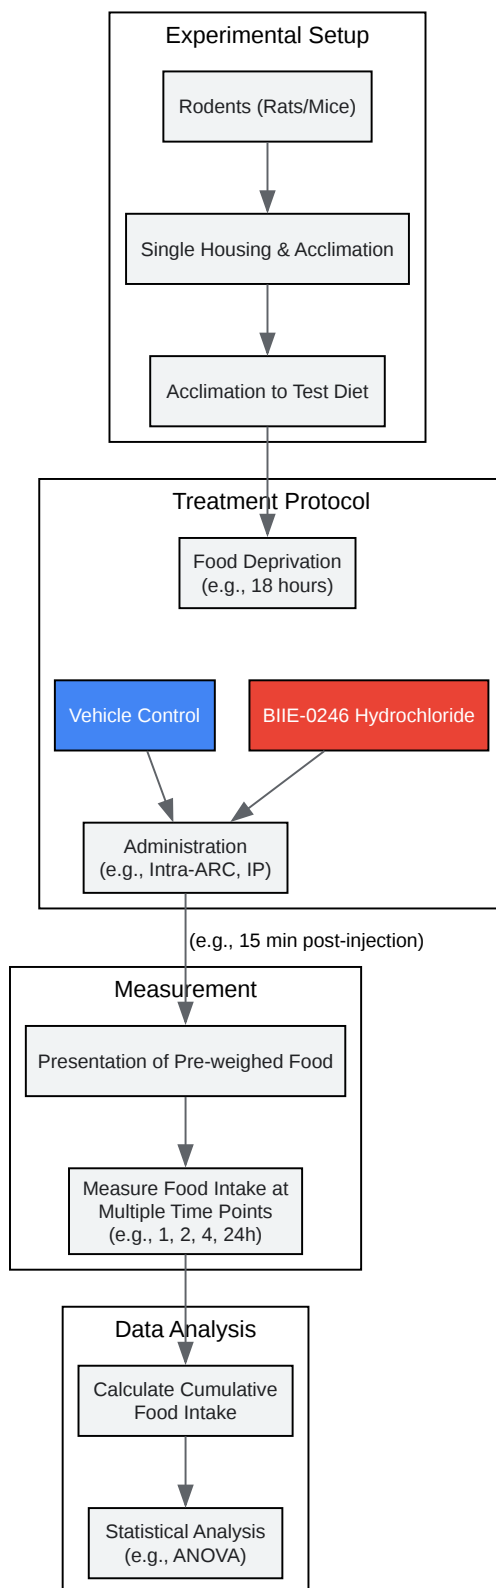 Experimental Setup
Rodents (Rats/Mice)
Single Housing & Acclimation
Acclimation to Test Diet
Treatment Protocol
Food Deprivation
(e.g., 18 hours)
Vehicle Control
BIIE-0246 Hydrochloride
Administration
(e.g., Intra-ARC, IP)
(e.g., 15 min post-injection)
Measurement
Presentation of Pre-weighed Food
Measure Food Intake at
Multiple Time Points
(e.g., 1, 2, 4, 24h)
Data Analysis
Calculate Cumulative
Food Intake
Statistical Analysis
(e.g., ANOVA)